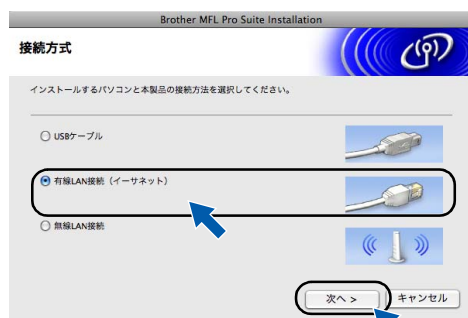 Brother MFL Pro Suite Installation
接続方式
インストールするパソコンと本製品の接続方法を選択してください。
USBケーブル
有線LAN接続（イーサネット）
無線LAN接続
次へ >
キャンセル